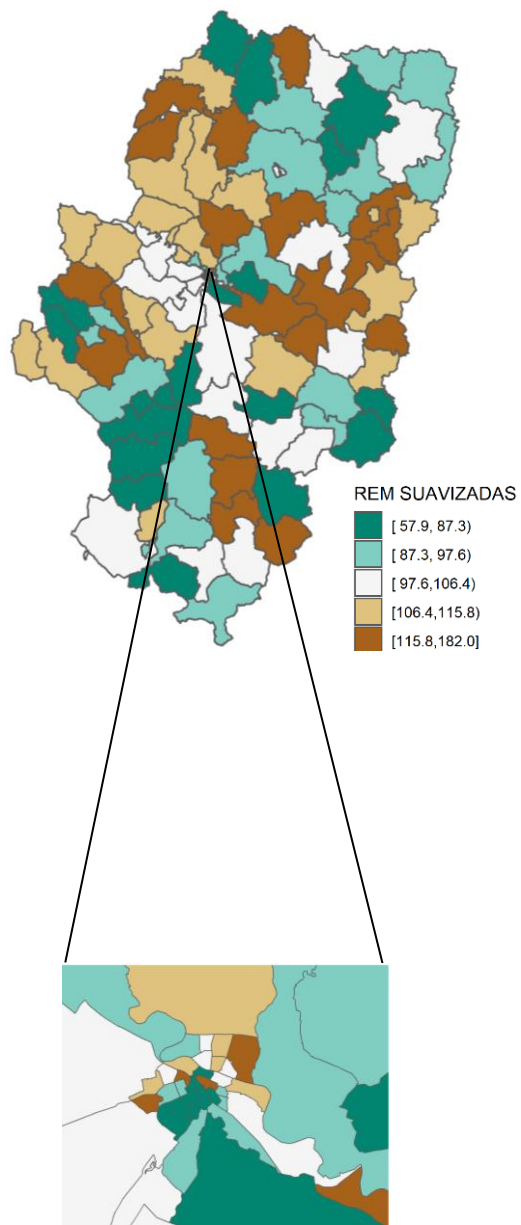 REM SUAVIZADAS
[ 57.9, 87.3)
[ 87.3, 97.6)
[ 97.6,106.4)
[106.4,115.8)
[115.8,182.0]